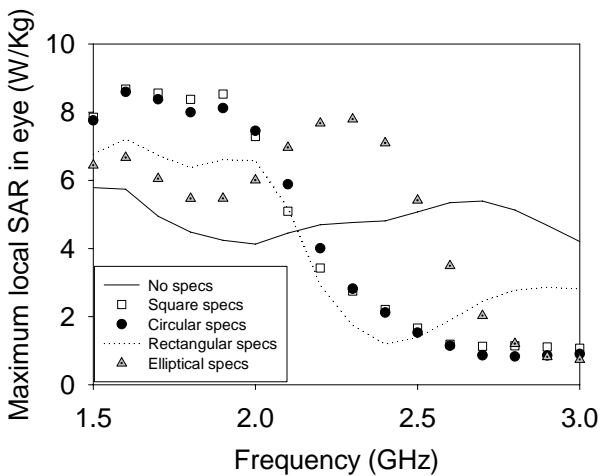 Maximum local SAR in eye (W/Kg)
10
8
6
4
2
0
No specs
Square specs
Circular specs
Rectangular specs
Elliptical specs
1.5
2.0
2.5
3.0
Frequency (GHz)